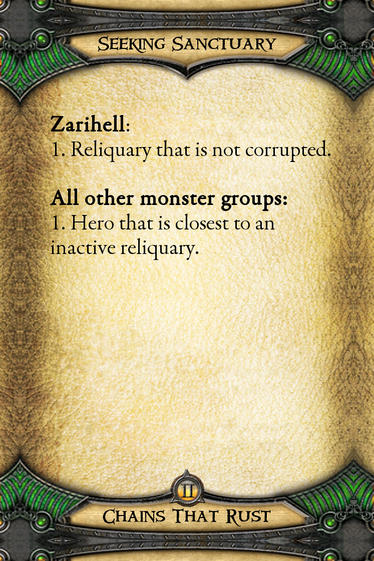 Seeking Sanctuary
Zarihell:
1. Reliquary that is not corrupted.
All other monster groups:
1. Hero that is closest to an
inactive reliquary.
II
Chains That Rust